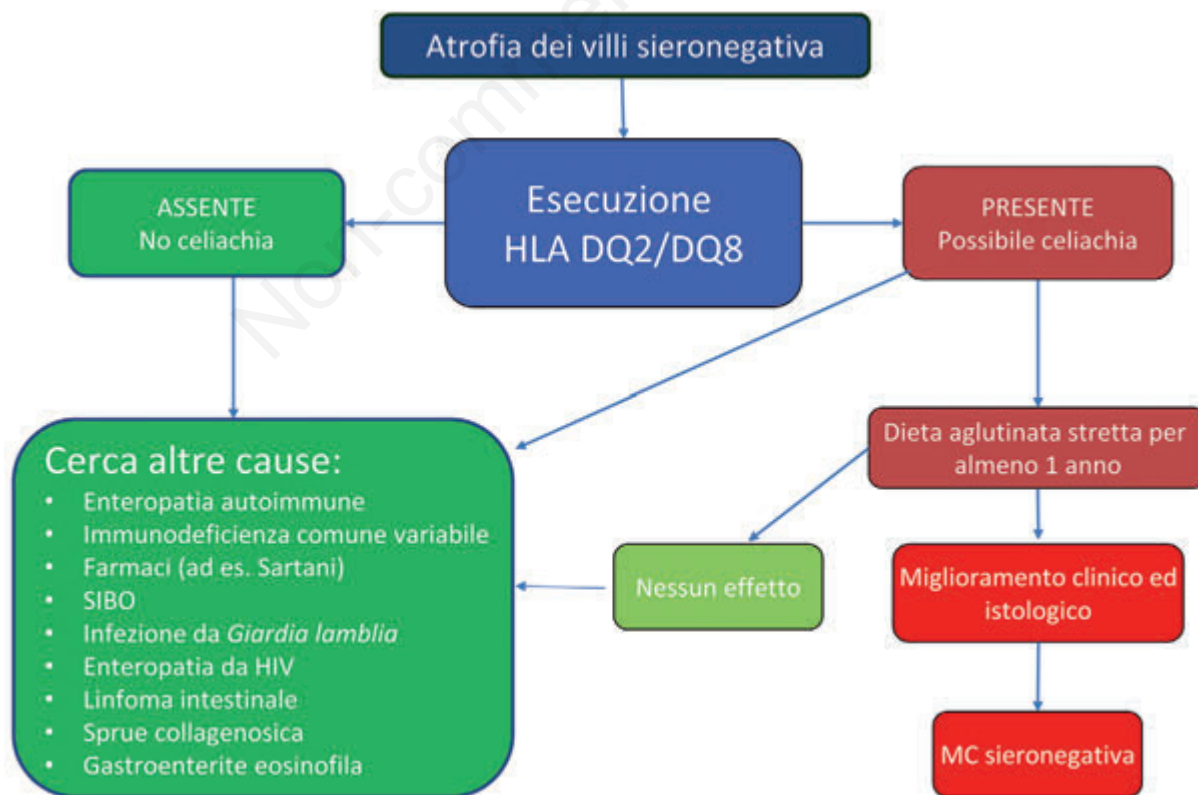 Atrofia dei villi sieronegativa
Esecuzione
HLA DQ2/DQ8
ASSENTE
No celiachia
PRESENTE
Possibile celiachia
Cerca altre cause:
• Enteropatia autoimmune
• Immunodeficienza comune variabile
• Farmaci (ad es. Sartani)
• SIBO
• Infezione da Giardia lamblia
• Enteropatia da HIV
• Linfoma intestinale
• Sprue collagenosica
• Gastroenterite eosinofila
Dieta aglutinata stretta per
almeno 1 anno
Nessun effetto
Miglioramento clinico ed
istologico
MC sieronegativa